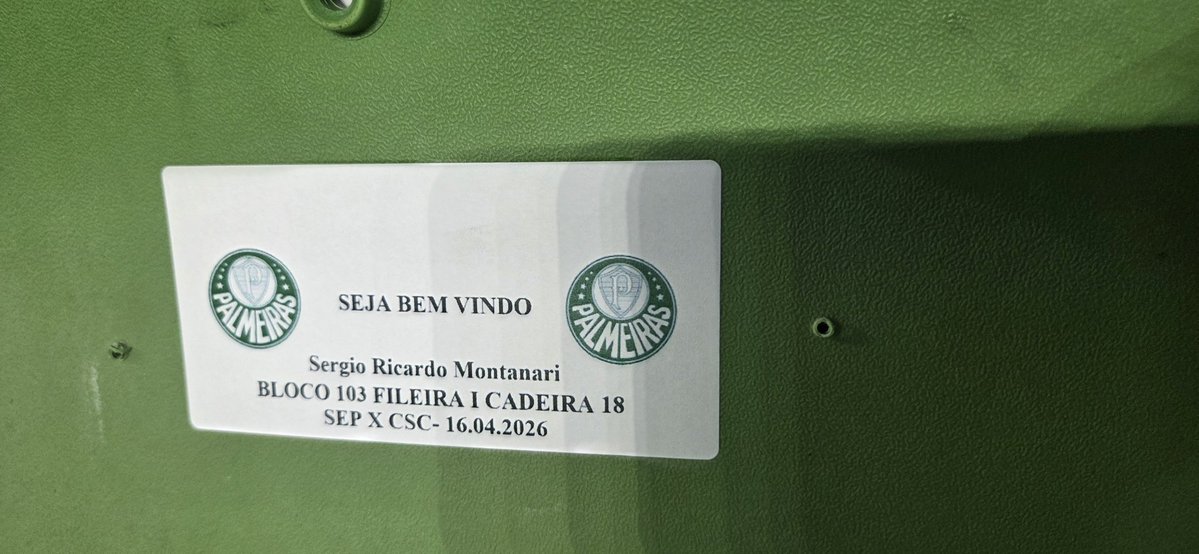 SEJA BEM VINDO
PALMEIRAS
PALMEIRAS
Sergio Ricardo Montanari
BLOCO 103 FILEIRA I CADEIRA 18
SEP X CSC- 16.04.2026